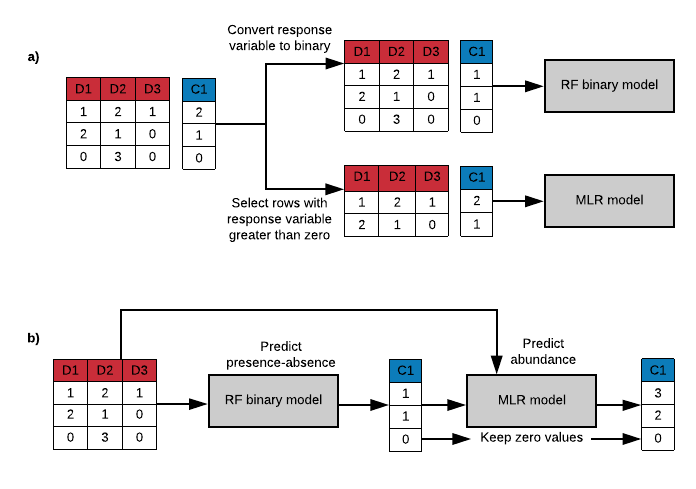 a)
Convert response
variable to binary
D1 D2 D3 C1
1 2 1 2
2 1 0 1
0 3 0 0
D1 D2 D3 C1
1 2 1 1
2 1 0 1
0 3 0 0
RF binary model
Select rows with
response variable
greater than zero
D1 D2 D3 C1
1 2 1 2
2 1 0 1
MLR model
b)
Predict
presence-absence
Predict
abundance
D1 D2 D3
1 2 1
2 1 0
0 3 0
RF binary model
C1
1
1
0
MLR model
Keep zero values
C1
3
2
0